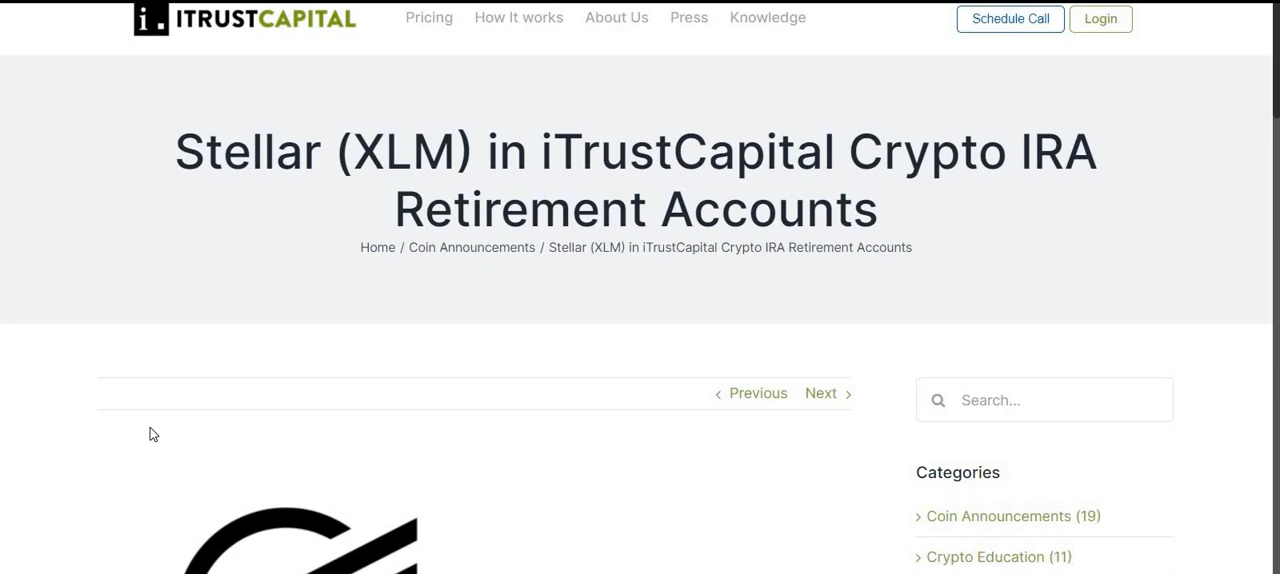 i. ITRUSTCAPITAL
Pricing How It works About Us Press Knowledge
Schedule Call Login
Stellar (XLM) in iTrustCapital Crypto IRA
Retirement Accounts
Home / Coin Announcements / Stellar (XLM) in iTrustCapital Crypto IRA Retirement Accounts
‹ Previous Next ›
Search...
Categories
› Coin Announcements (19)
› Crypto Education (11)